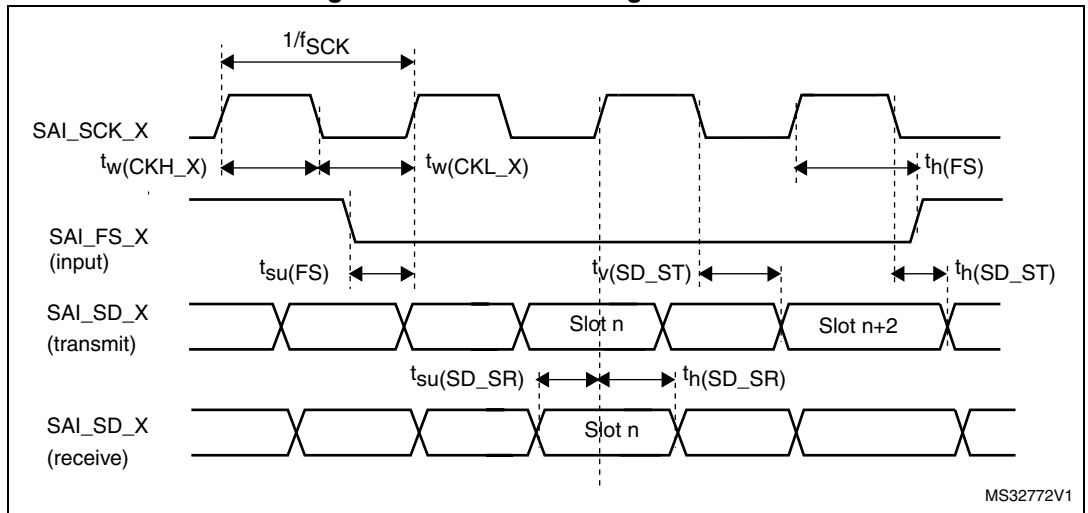 1/fSCK
SAI_SCK_X
tw(CKH_X)
tw(CKL_X)
th(FS)
SAI_FS_X
(input)
tsu(FS)
tv(SD_ST)
th(SD_ST)
SAI_SD_X
(transmit)
Slot n
Slot n+2
tsu(SD_SR)
th(SD_SR)
SAI_SD_X
(receive)
Slot n
MS32772V1